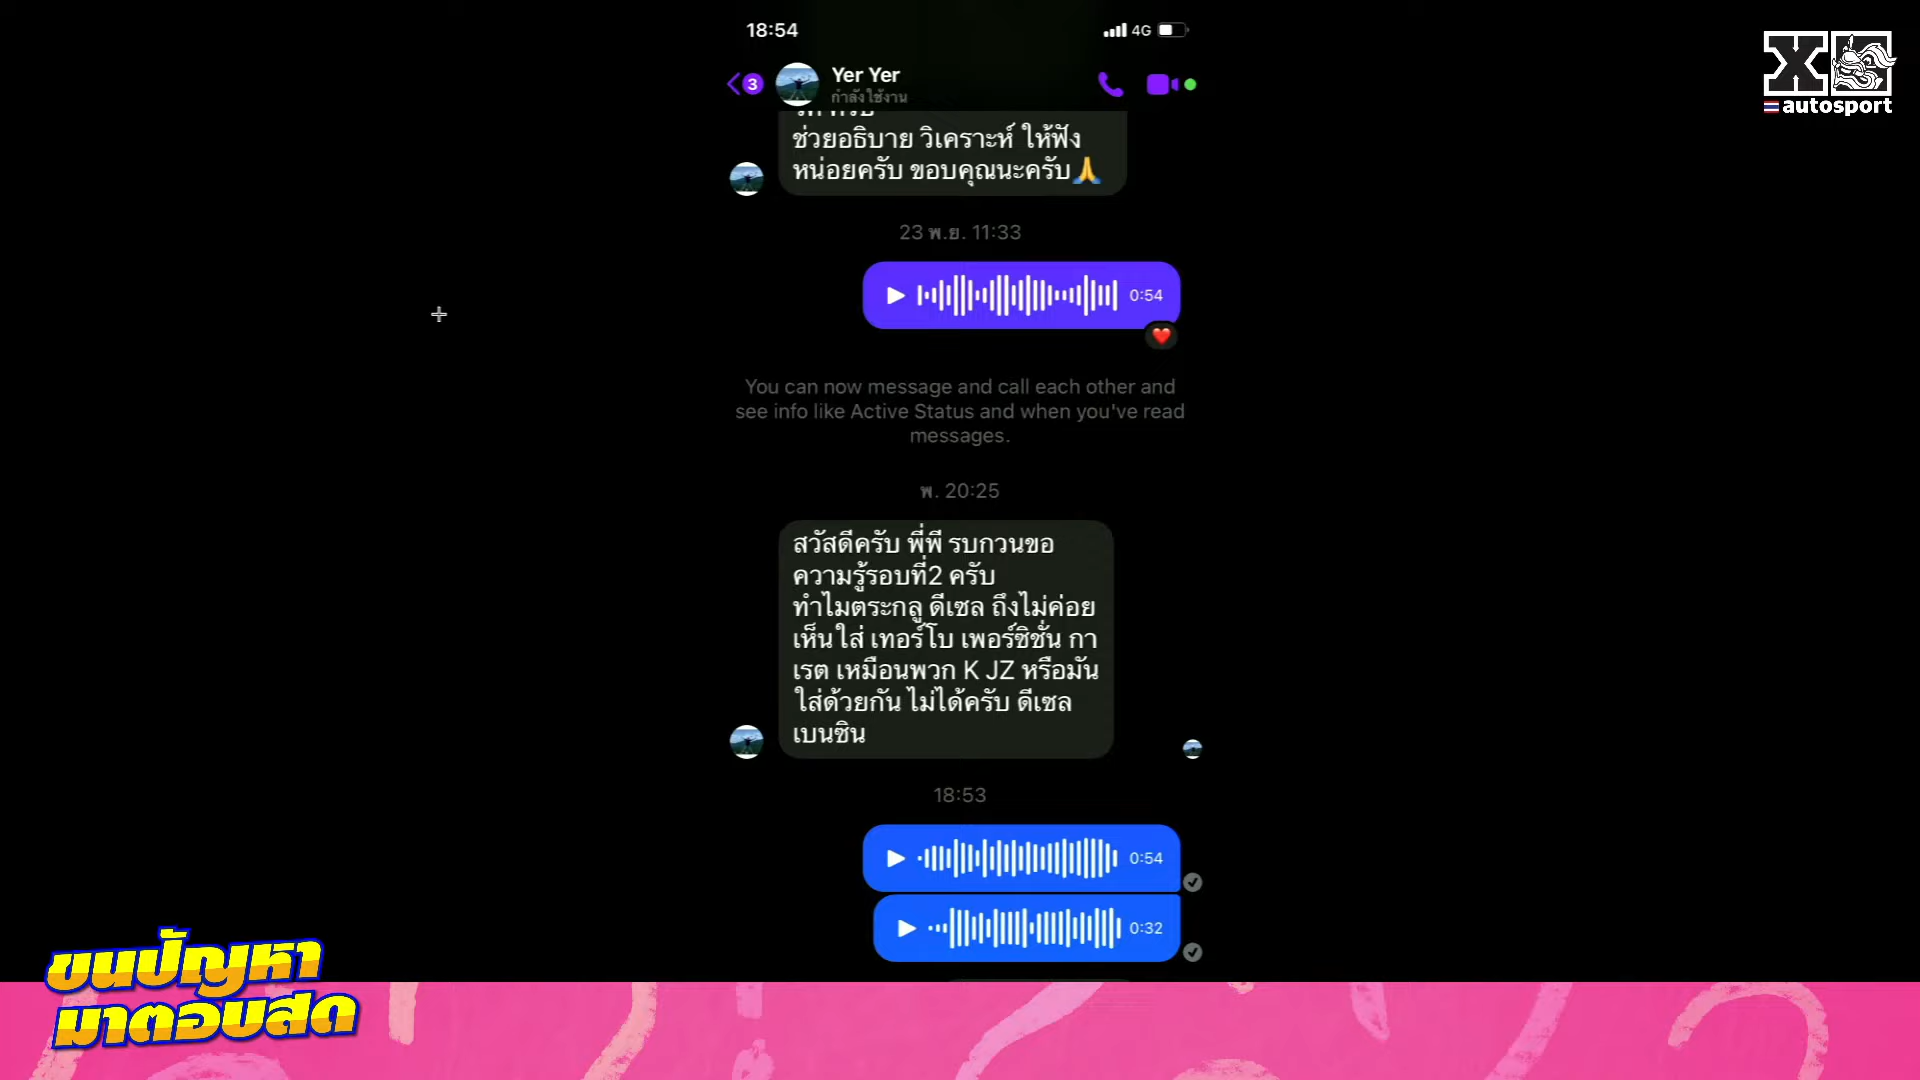 18:54
4G
3
Yer Yer
กำลังใช้งาน
autosport
ช่วยอธิบาย วิเคราะห์ ให้ฟัง
หน่อยครับ ขอบคุณนะครับ🙏
23 พ.ย. 11:33
0:54
You can now message and call each other and
see info like Active Status and when you've read
messages.
พ. 20:25
สวัสดีครับ พี่พี รบกวนขอ
ความรู้รอบที่2 ครับ
ทำไมตระกลู ดีเซล ถึงไม่ค่อย
เห็นใส่ เทอร์โบ เพอร์ซิชั่น กา
เรต เหมือนพวก K JZ หรือมัน
ใส่ด้วยกัน ไม่ได้ครับ ดีเซล
เบนซิน
18:53
0:54
0:32
ขนปัญหา
มาตอบสด